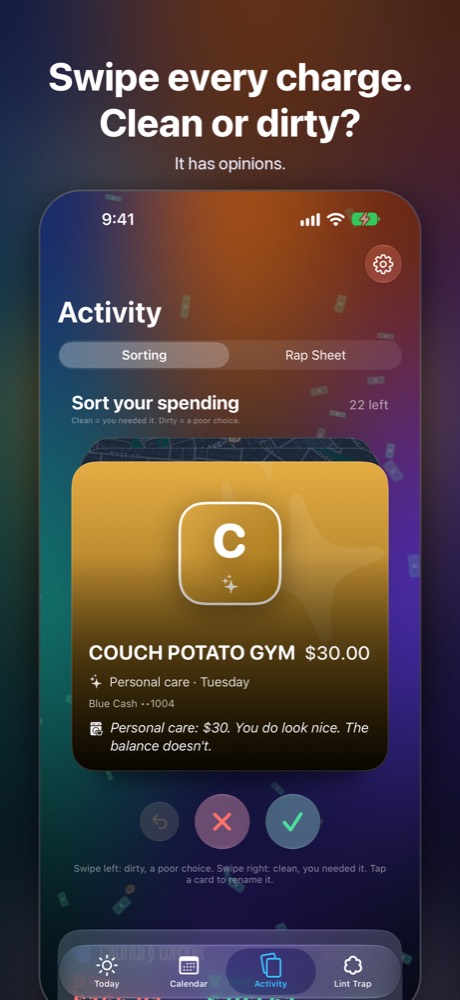 Swipe every charge.
Clean or dirty?
It has opinions.
9:41
Activity
Sorting
Rap Sheet
Sort your spending
22 left
Clean = you needed it. Dirty = a poor choice.
C
COUCH POTATO GYM $30.00
Personal care · Tuesday
Blue Cash ··1004
Personal care: $30. You do look nice. The
balance doesn't.
Swipe left: dirty, a poor choice. Swipe right: clean, you needed it. Tap
a card to rename it.
Today
Calendar
Activity
Lint Trap